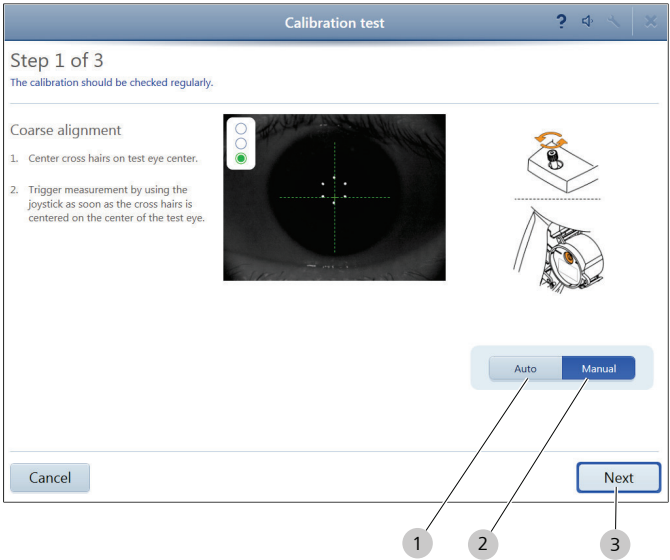 Calibration test
?
Step 1 of 3
The calibration should be checked regularly.
Coarse alignment
1. Center cross hairs on test eye center.
2. Trigger measurement by using the
joystick as soon as the cross hairs is
centered on the center of the test eye.
Auto
Manual
Cancel
Next
1
2
3